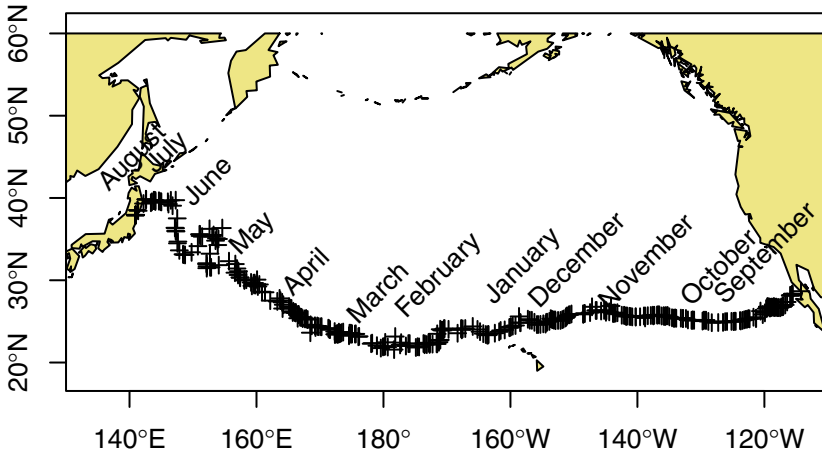 60°N
50°N
40°N
30°N
20°N
August
July
June
May
April
March
February
January
December
November
October
September
140°E
160°E
180°
160°W
140°W
120°W